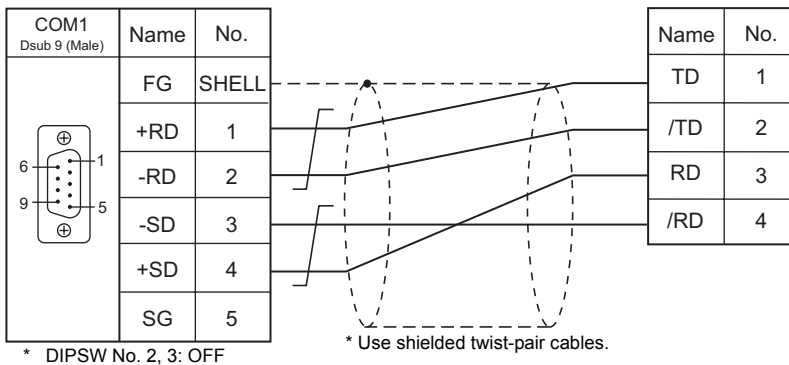 COM1
Dsub 9 (Male)
Name No.
FG SHELL
+RD 1
-RD 2
-SD 3
+SD 4
SG 5
6 1
9 5
Name No.
TD 1
/TD 2
RD 3
/RD 4
* DIPSW No. 2, 3: OFF
* Use shielded twist-pair cables.